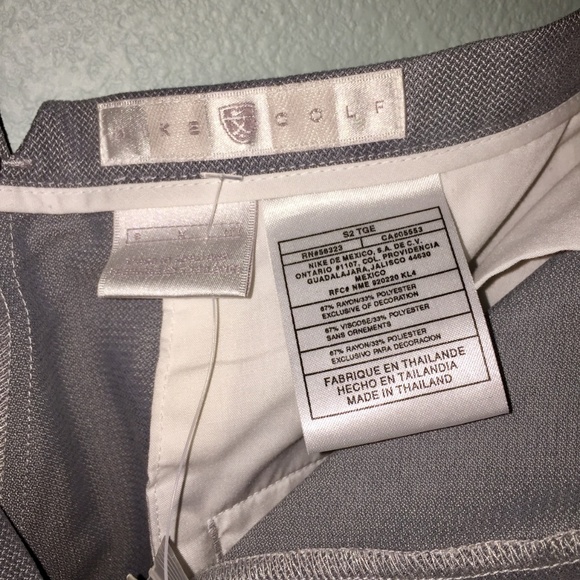 KE GOLF
S2 TGE
RN#56323 CA#05553
NIKE DE MEXICO, S.A. DE C.V.
ONTARIO #1107, COL. PROVIDENCIA
GUADALAJARA, JALISCO 44630
MEXICO
RFC# NME 920220 KL4
67% RAYON/33% POLYESTER
EXCLUSIVE OF DECORATION
67% VISCOSE/33% POLYESTER
SANS ORNEMENTS
67% RAYON/33% POLIESTER
EXCLUSIVO PARA DECORACION
FABRIQUE EN THAILANDE
HECHO EN TAILANDIA
MADE IN THAILAND